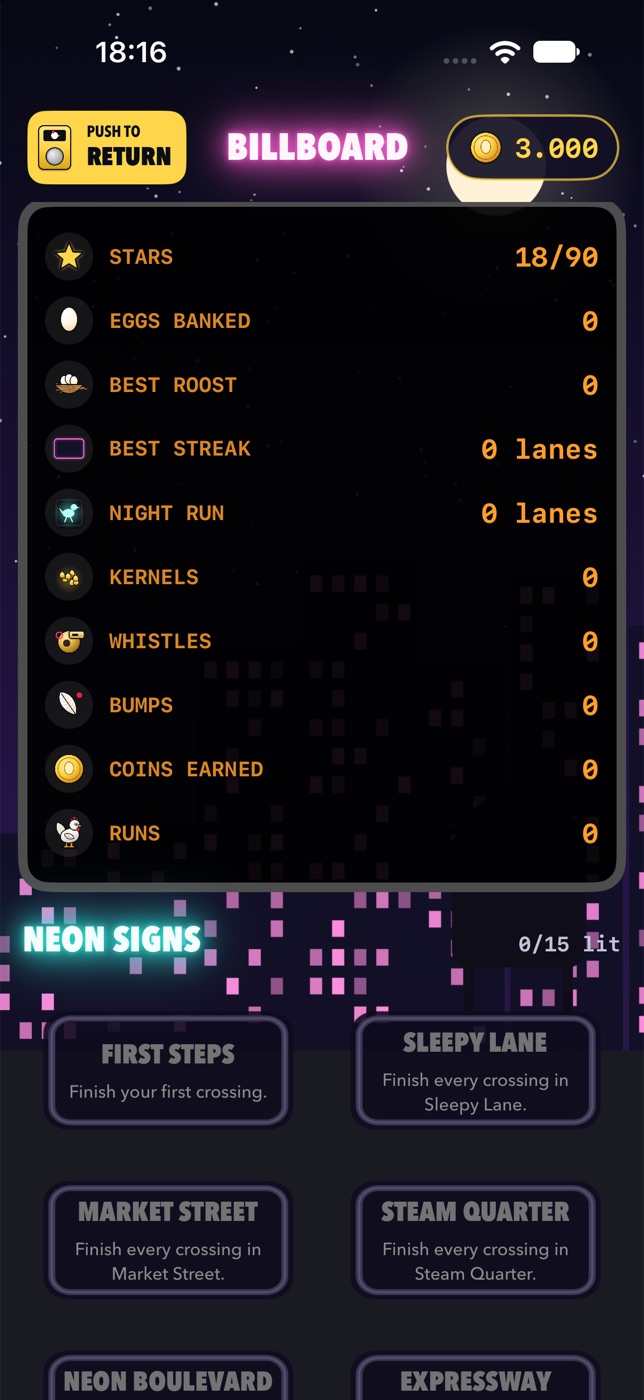 18:16
PUSH TO
RETURN
BILLBOARD
3.000
STARS 18/90
EGGS BANKED 0
BEST ROOST 0
BEST STREAK 0 lanes
NIGHT RUN 0 lanes
KERNELS 0
WHISTLES 0
BUMPS 0
COINS EARNED 0
RUNS 0
NEON SIGNS 0/15 lit
FIRST STEPS
Finish your first crossing.
SLEEPY LANE
Finish every crossing in
Sleepy Lane.
MARKET STREET
Finish every crossing in
Market Street.
STEAM QUARTER
Finish every crossing in
Steam Quarter.
NEON BOULEVARD
EXPRESSWAY